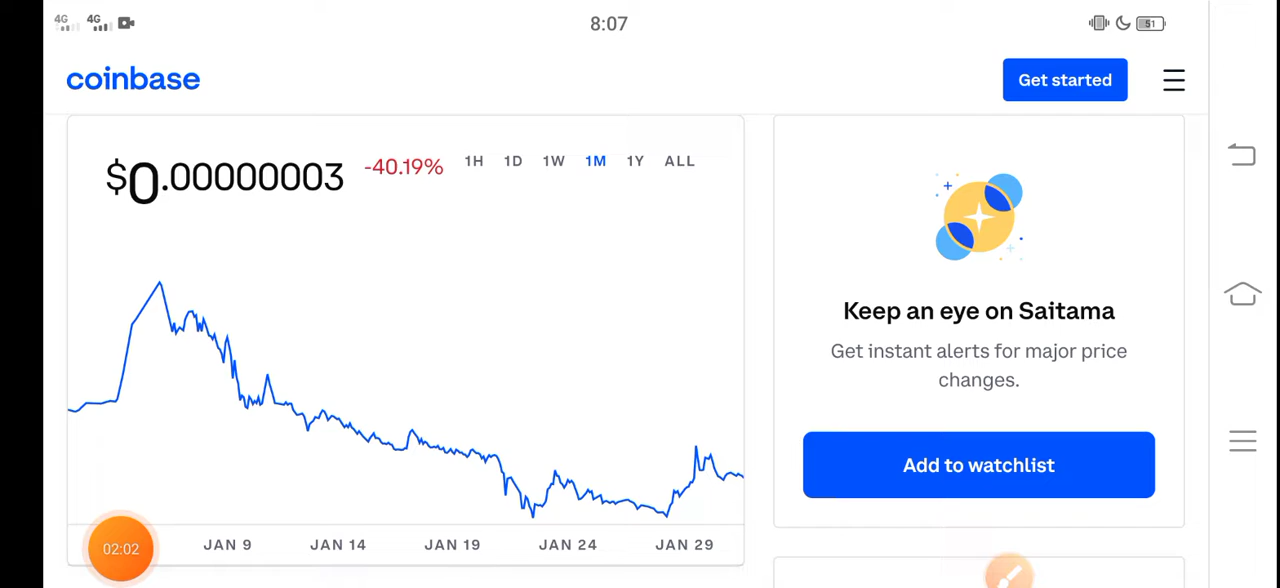 4G 4G 8:07 51
coinbase
Get started
$0.00000003 -40.19% 1H 1D 1W 1M 1Y ALL
Keep an eye on Saitama
Get instant alerts for major price
changes.
Add to watchlist
JAN 9 JAN 14 JAN 19 JAN 24 JAN 29
02:02